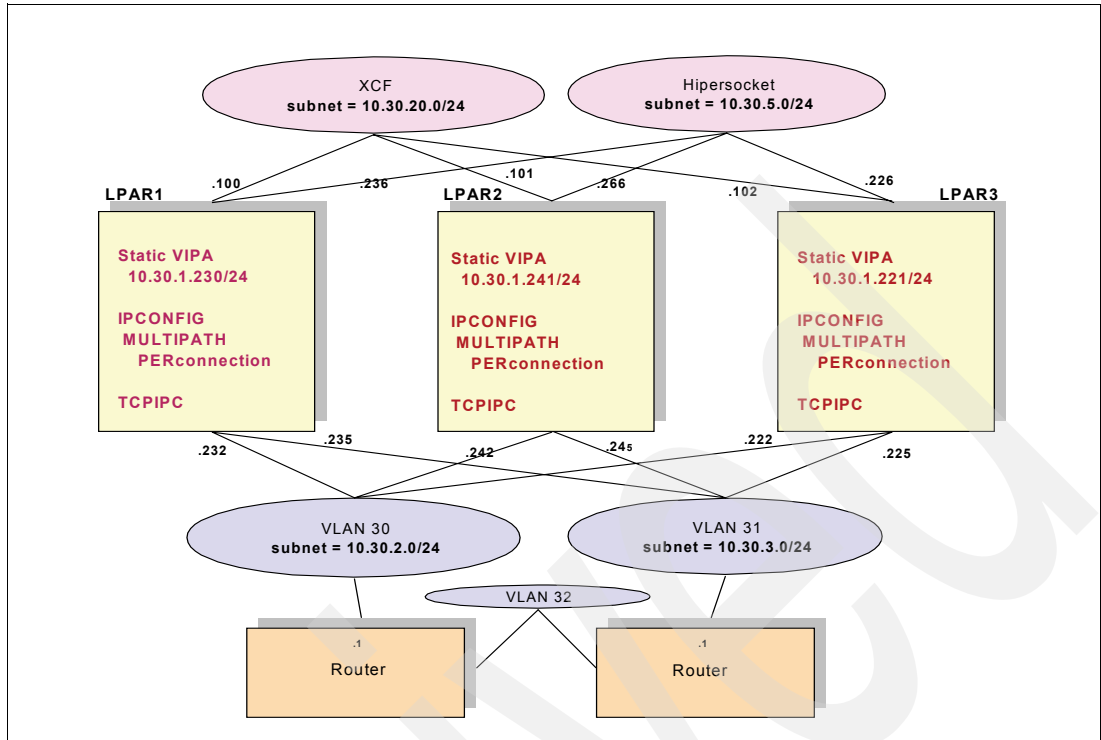 XCF
subnet = 10.30.20.0/24
Hipersocket
subnet = 10.30.5.0/24
.100
.236
.101
.266
.102
.226
LPAR1
LPAR2
LPAR3
Static VIPA
10.30.1.230/24
IPCONFIG
MULTIPATH
PERconnection
TCPIPC
Static VIPA
10.30.1.241/24
IPCONFIG
MULTIPATH
PERconnection
TCPIPC
Static VIPA
10.30.1.221/24
IPCONFIG
MULTIPATH
PERconnection
TCPIPC
.232
.235
.242
.245
.222
.225
VLAN 30
subnet = 10.30.2.0/24
VLAN 31
subnet = 10.30.3.0/24
VLAN 32
.1
Router
.1
Router